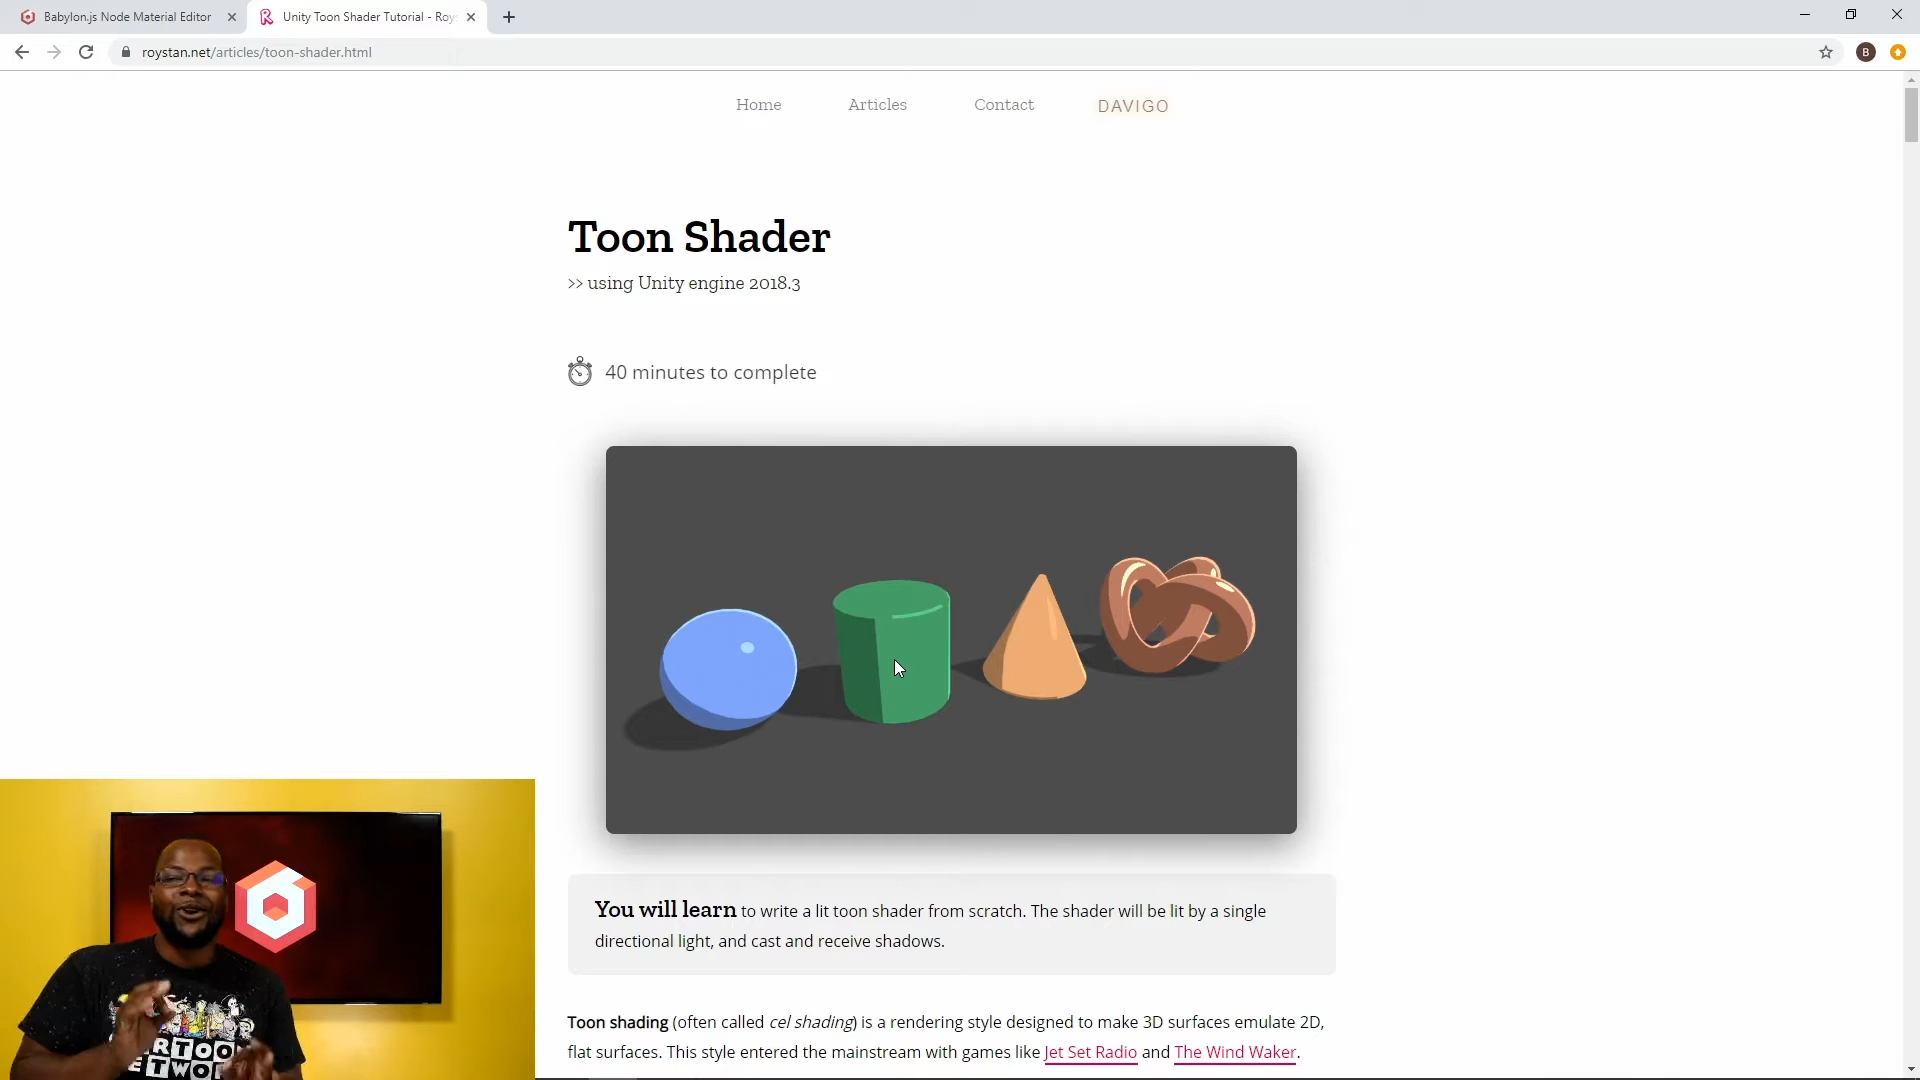 Babylon.js Node Material Editor
Unity Toon Shader Tutorial - Roy
roystan.net/articles/toon-shader.html
B
Home Articles Contact DAVIGO
Toon Shader
>> using Unity engine 2018.3
40 minutes to complete
You will learn to write a lit toon shader from scratch. The shader will be lit by a single
directional light, and cast and receive shadows.
Toon shading (often called cel shading) is a rendering style designed to make 3D surfaces emulate 2D,
flat surfaces. This style entered the mainstream with games like Jet Set Radio and The Wind Waker.
RTOO
ETWO